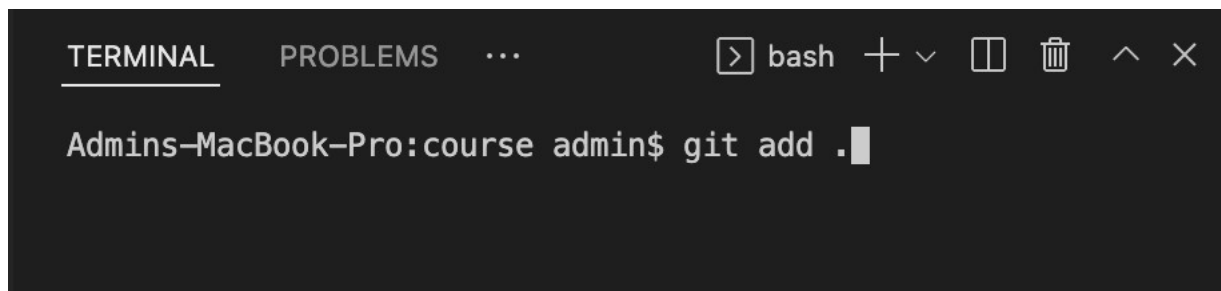 TERMINAL PROBLEMS ··· bash
Admins-MacBook-Pro:course admin$ git add .